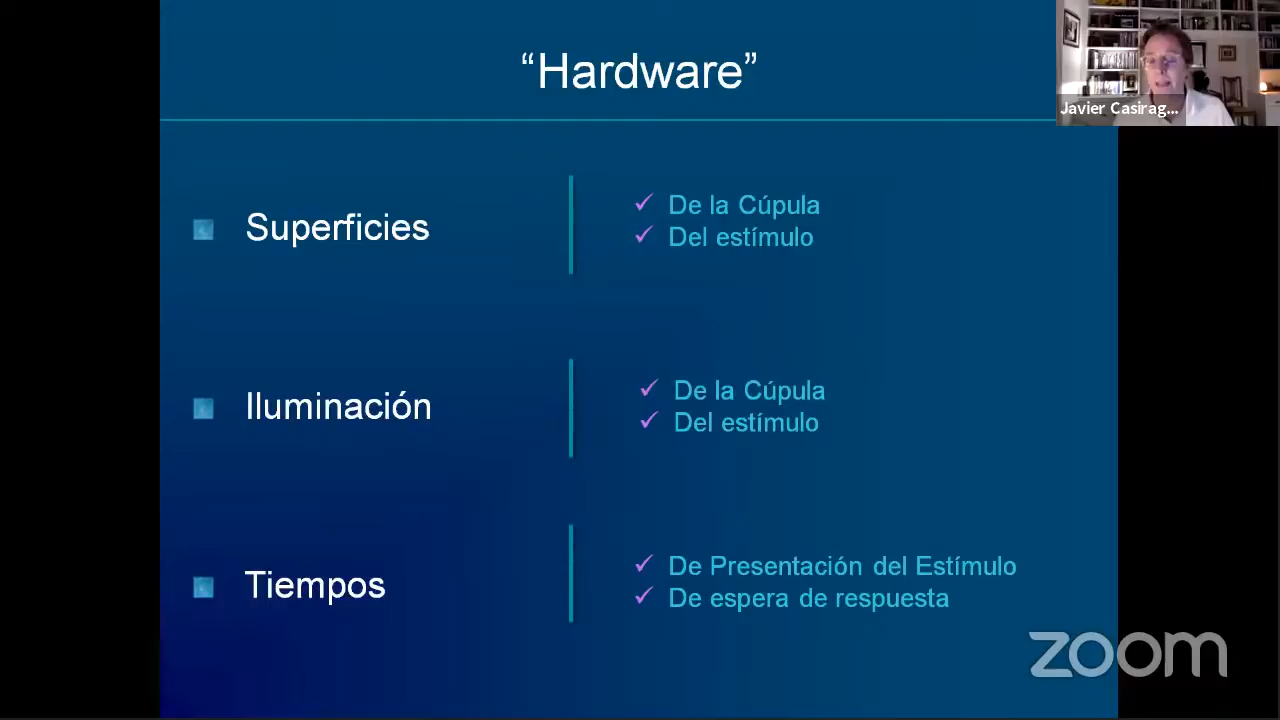 “Hardware”
Javier Casirag...
Superficies
✓ De la Cúpula
✓ Del estímulo
Iluminación
✓ De la Cúpula
✓ Del estímulo
Tiempos
✓ De Presentación del Estímulo
✓ De espera de respuesta
zoom